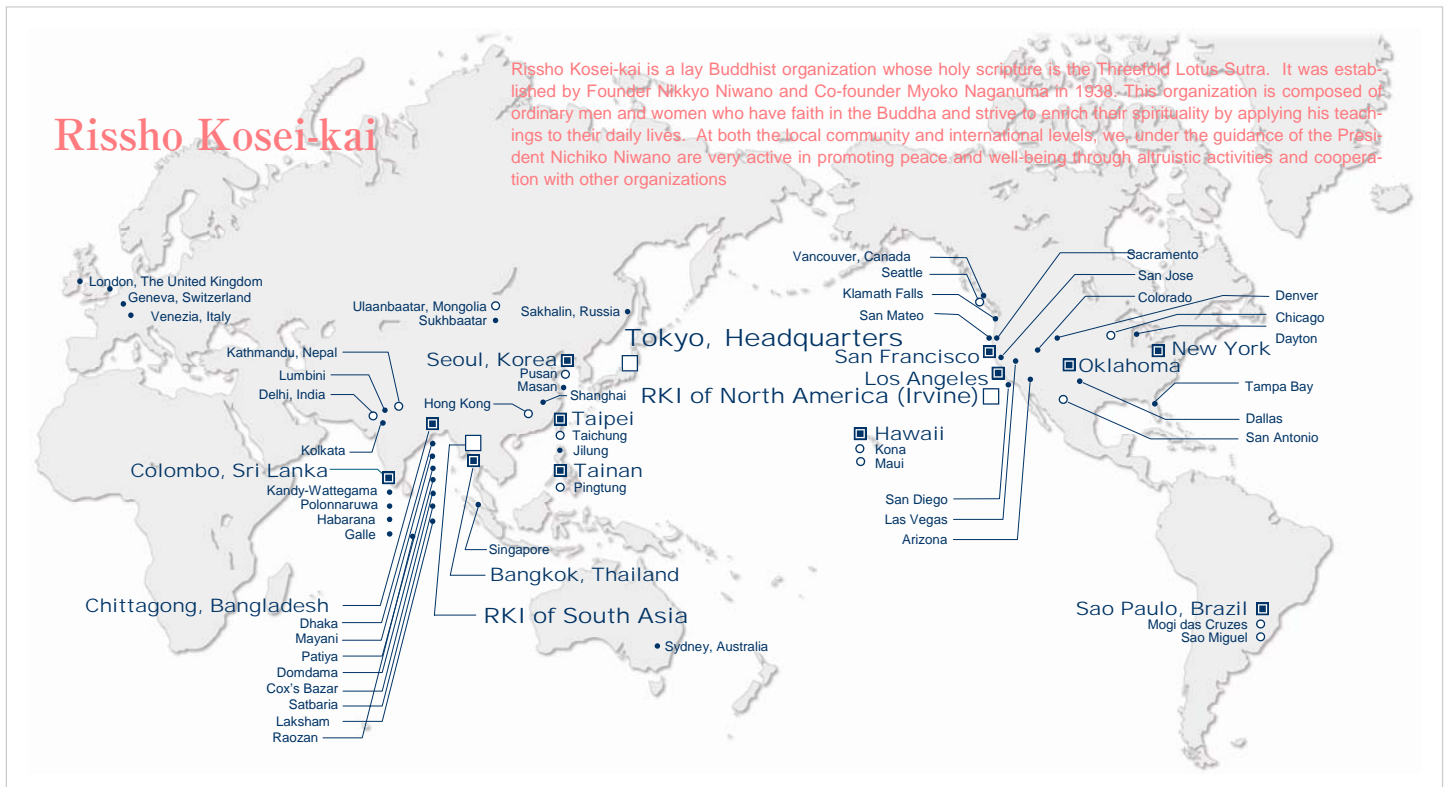 Rissho Kosei-kai
Rissho Kosei-kai is a lay Buddhist organization whose holy scripture is the Threefold Lotus Sutra. It was estab-
lished by Founder Nikkyo Niwano and Co-founder Myoko Naganuma in 1938. This organization is composed of
ordinary men and women who have faith in the Buddha and strive to enrich their spirituality by applying his teach-
ings to their daily lives. At both the local community and international levels, we, under the guidance of the Presi-
dent Nichiko Niwano are very active in promoting peace and well-being through altruistic activities and coopera-
tion with other organizations
London, The United Kingdom
Geneva, Switzerland
Venezia, Italy
Ulaanbaatar, Mongolia
Sukhbaatar
Sakhalin, Russia
Tokyo, Headquarters
Kathmandu, Nepal
Lumbini
Delhi, India
Kolkata
Seoul, Korea
Pusan
Masan
Shanghai
Hong Kong
Taipei
Taichung
Jilung
Tainan
Pingtung
Colombo, Sri Lanka
Kandy-Wattegama
Polonnaruwa
Habarana
Galle
Singapore
Bangkok, Thailand
RKI of South Asia
Chittagong, Bangladesh
Dhaka
Mayani
Patiya
Domdama
Cox's Bazar
Satbaria
Laksham
Raozan
Sydney, Australia
Vancouver, Canada
Seattle
Klamath Falls
San Mateo
San Francisco
Los Angeles
RKI of North America (Irvine)
Hawaii
Kona
Maui
San Diego
Las Vegas
Arizona
Sacramento
San Jose
Colorado
Denver
Chicago
Dayton
New York
Oklahoma
Tampa Bay
Dallas
San Antonio
Sao Paulo, Brazil
Mogi das Cruzes
Sao Miguel